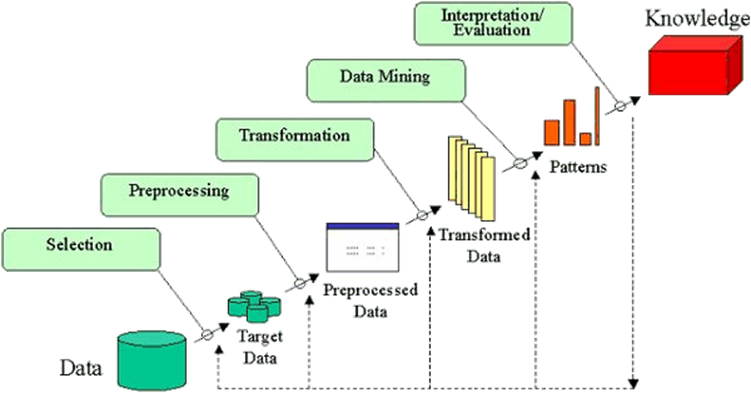 Interpretation/
Evaluation
Knowledge
Data Mining
Transformation
Patterns
Preprocessing
Transformed
Data
Selection
Preprocessed
Data
Target
Data
Data